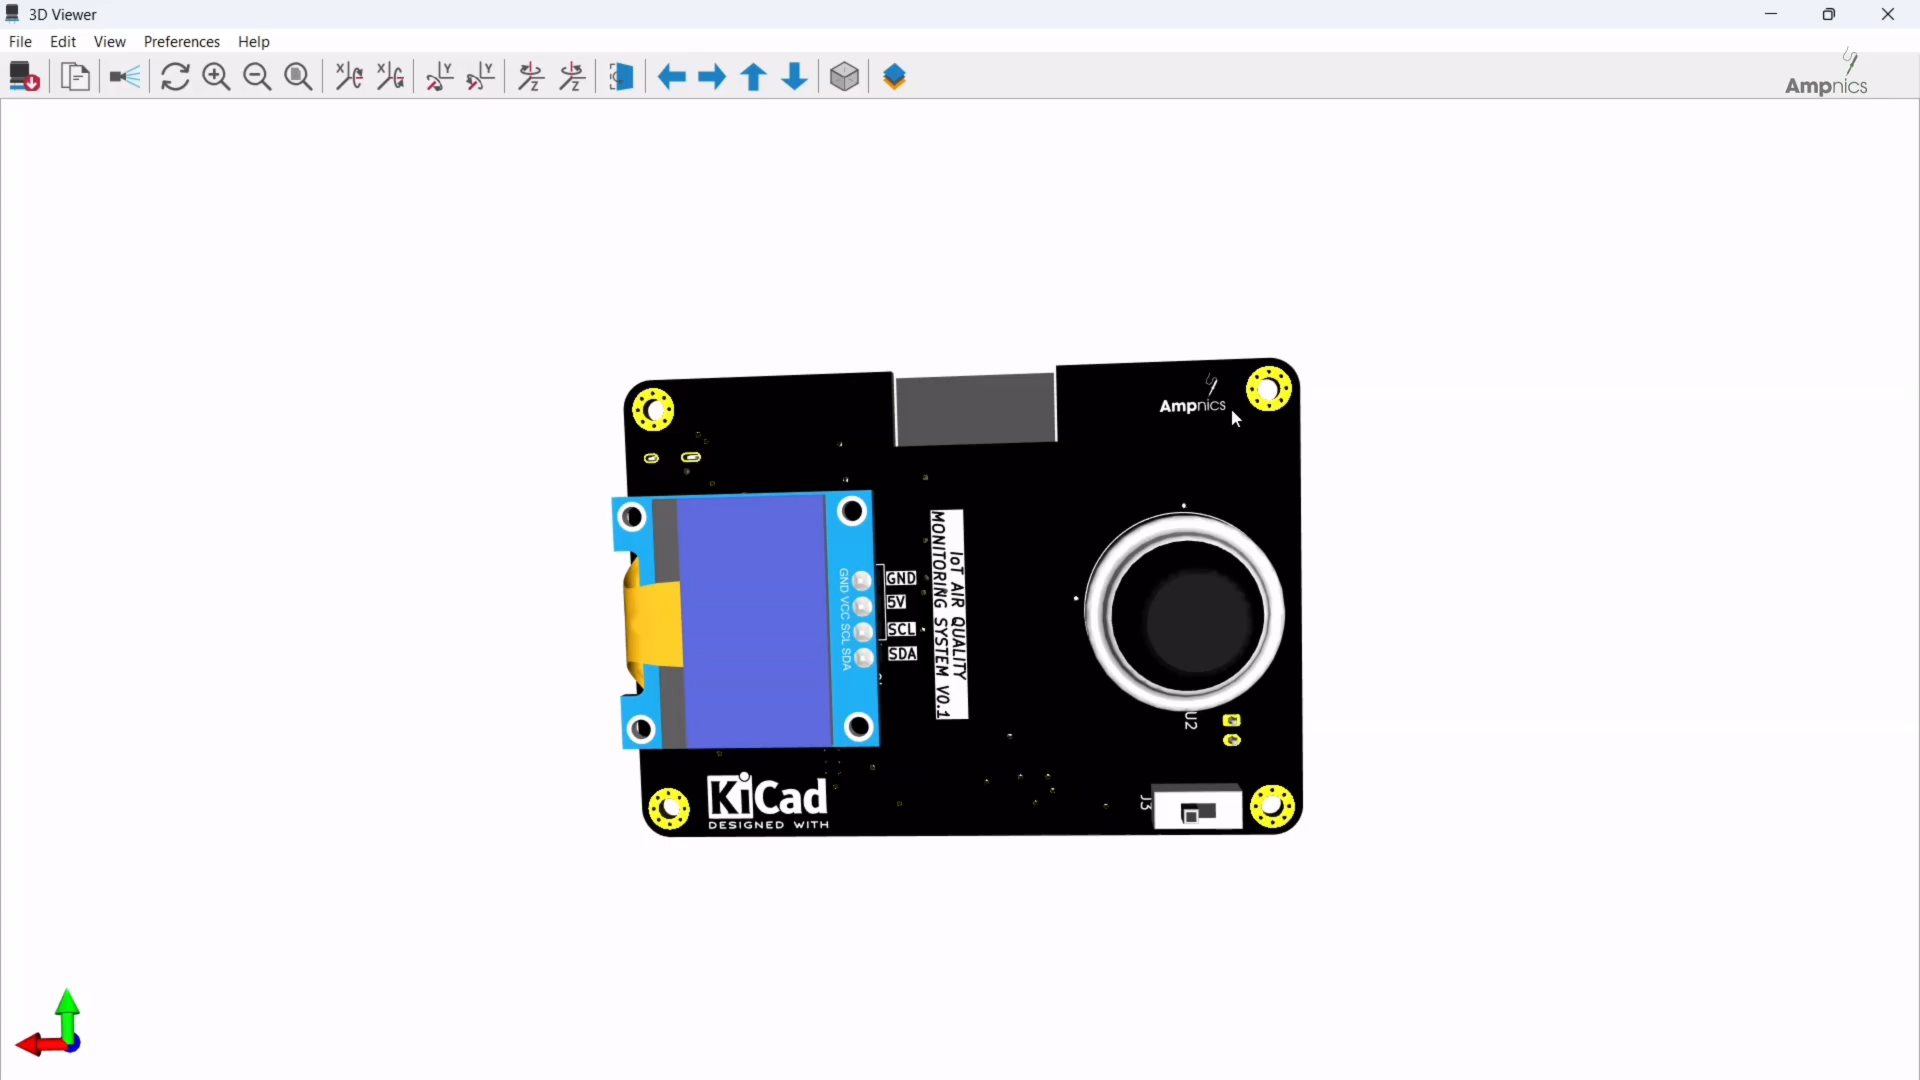 3D Viewer
File Edit View Preferences Help
Ampnics
Ampnics
GND VCC SCL SDA
GND
5V
SCL
SDA
IoT AIR QUALITY
MONITORING SYSTEM V0.1
U2
J3
KiCad
DESIGNED WITH